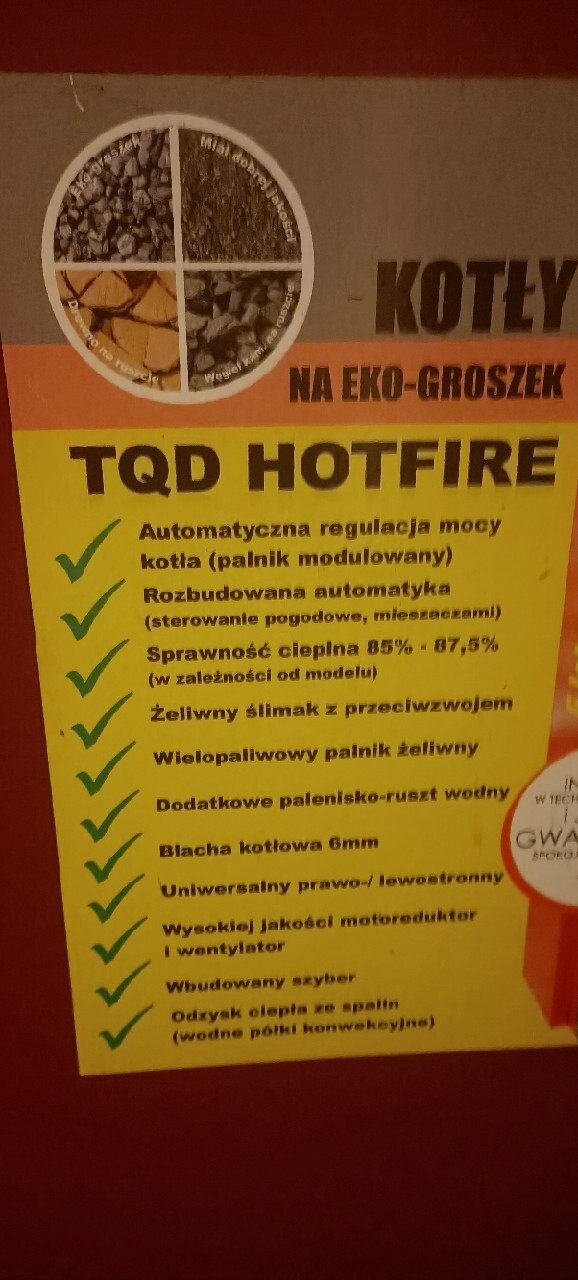 Eko groszek
Miał dobrej jakości
Drewno na ruszcie
Węgiel kam. na ruszcie
KOTŁY
NA EKO-GROSZEK
TQD HOTFIRE
Automatyczna regulacja mocy
kotła (palnik modulowany)
Rozbudowana automatyka
(sterowanie pogodowe, mieszaczami)
Sprawność cieplna 85% - 87,5%
(w zależności od modelu)
Żeliwny ślimak z przeciwzwojem
Wielopaliwowy palnik żeliwny
Dodatkowe palenisko-ruszt wodny
Blacha kotłowa 6mm
Uniwersalny prawo-/ lewostronny
Wysokiej jakości motoreduktor
i wentylator
Wbudowany szyber
Odzysk ciepła ze spalin
(wodne półki konwekcyjne)
IN
W TECH
GWA
SPOKOJ